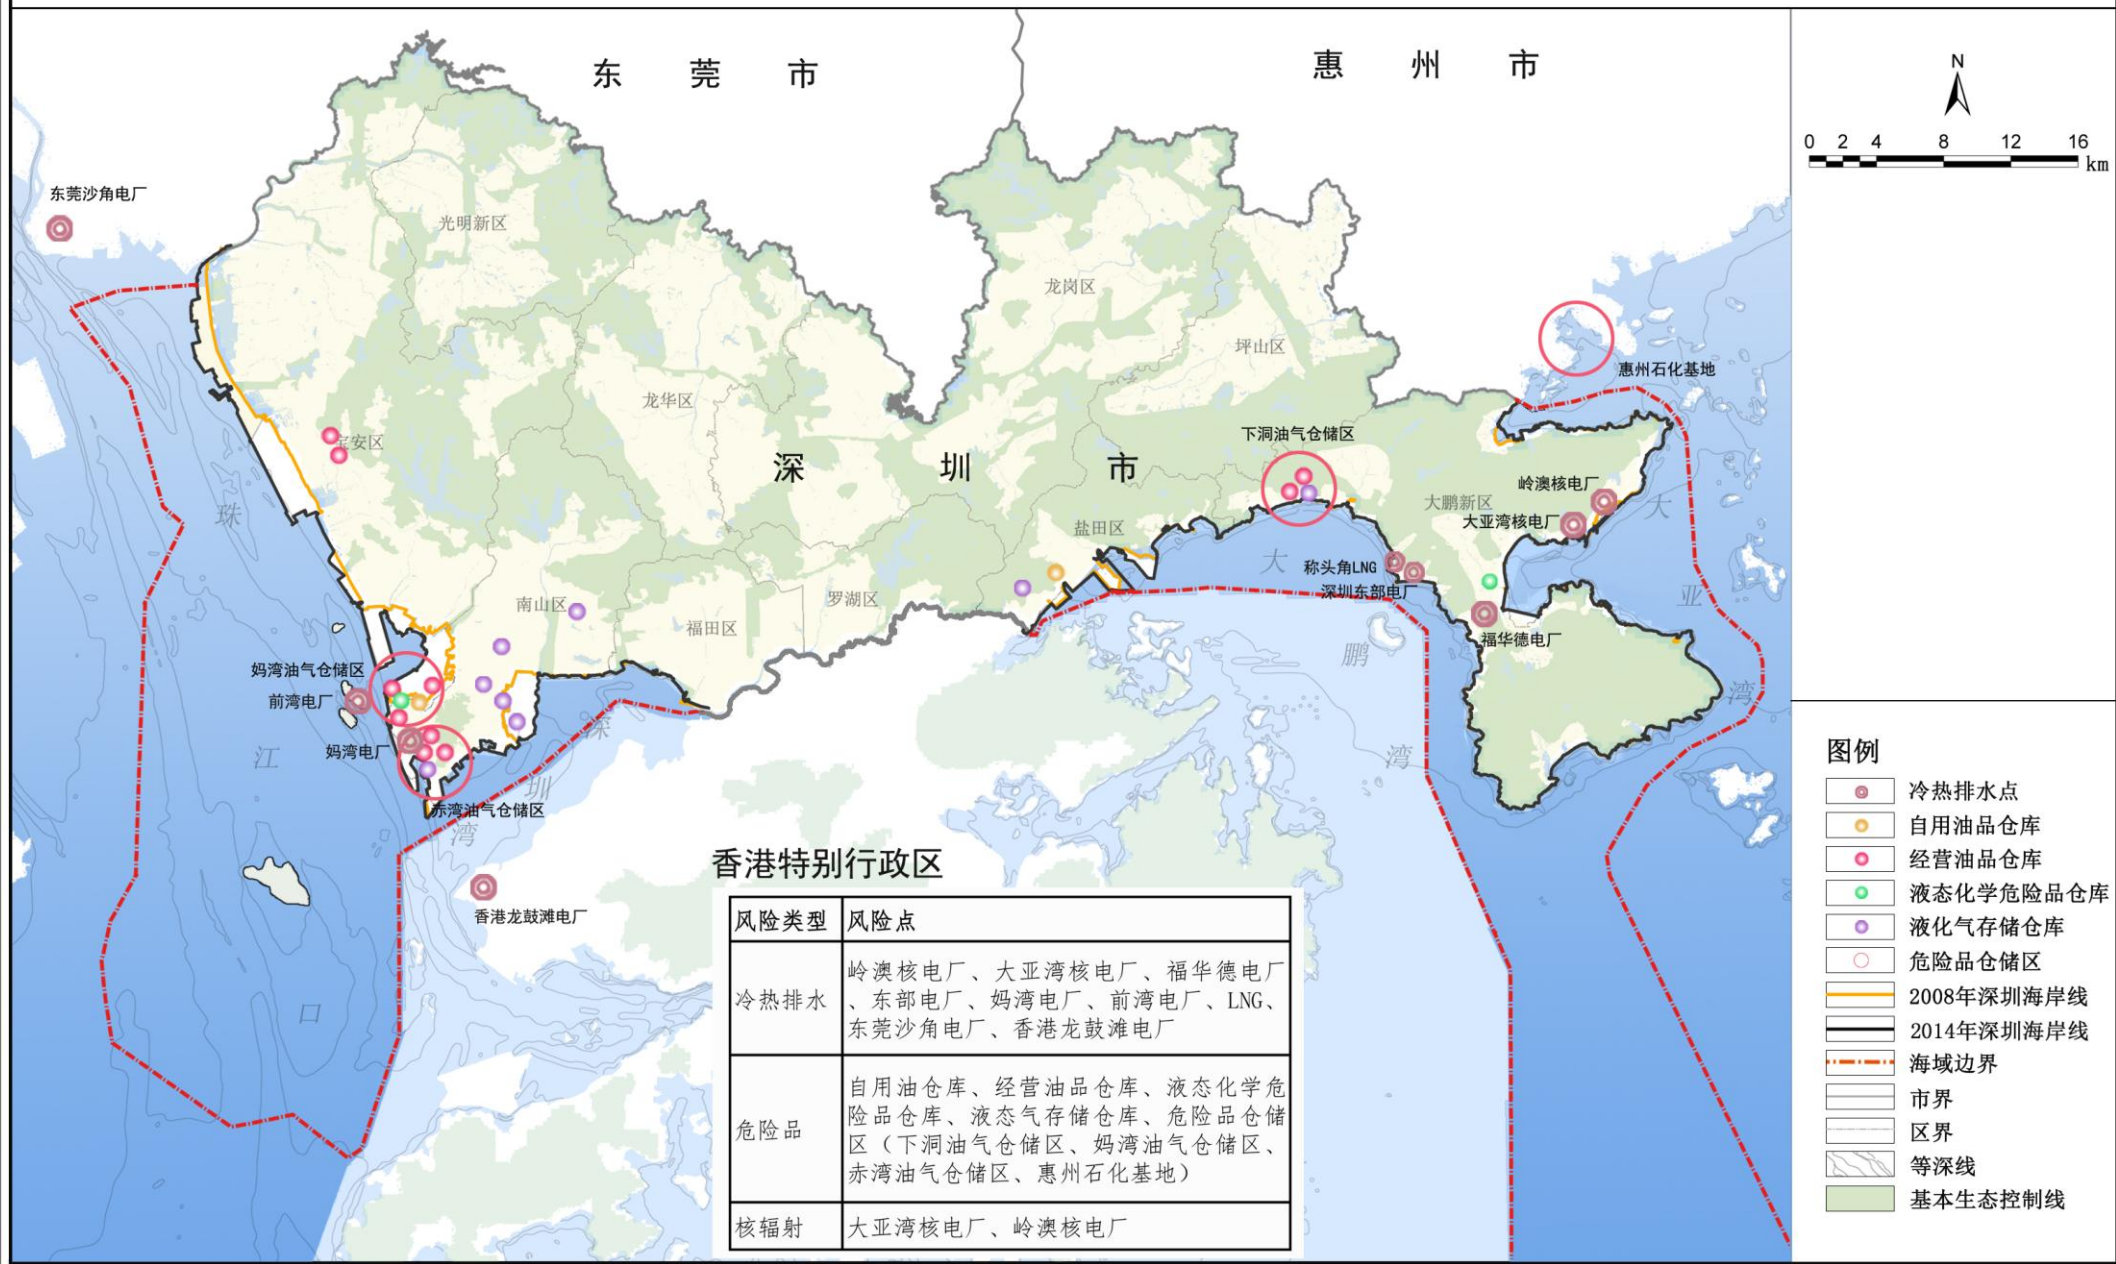 东 莞 市
惠 州 市
N
0 2 4 8 12 16
km
东莞沙角电厂
光明新区
龙岗区
坪山区
惠州石化基地
龙华区
宝安区
下洞油气仓储区
深 圳 市
大鹏新区
岭澳核电厂
大亚湾核电厂
盐田区
称头角LNG
深圳东部电厂
南山区
罗湖区
福田区
福华德电厂
妈湾油气仓储区
前湾电厂
妈湾电厂
赤湾油气仓储区
珠 江 口
深 圳 湾
大 鹏 湾
大 亚 湾
香港龙鼓滩电厂
香港特别行政区
风险类型 风险点
冷热排水
岭澳核电厂、大亚湾核电厂、福华德电厂
、东部电厂、妈湾电厂、前湾电厂、LNG、
东莞沙角电厂、香港龙鼓滩电厂
危险品
自用油仓库、经营油品仓库、液态化学危
险品仓库、液态气存储仓库、危险品仓储
区（下洞油气仓储区、妈湾油气仓储区、
赤湾油气仓储区、惠州石化基地）
核辐射 大亚湾核电厂、岭澳核电厂
图例
冷热排水点
自用油品仓库
经营油品仓库
液态化学危险品仓库
液化气存储仓库
危险品仓储区
2008年深圳海岸线
2014年深圳海岸线
海域边界
市界
区界
等深线
基本生态控制线